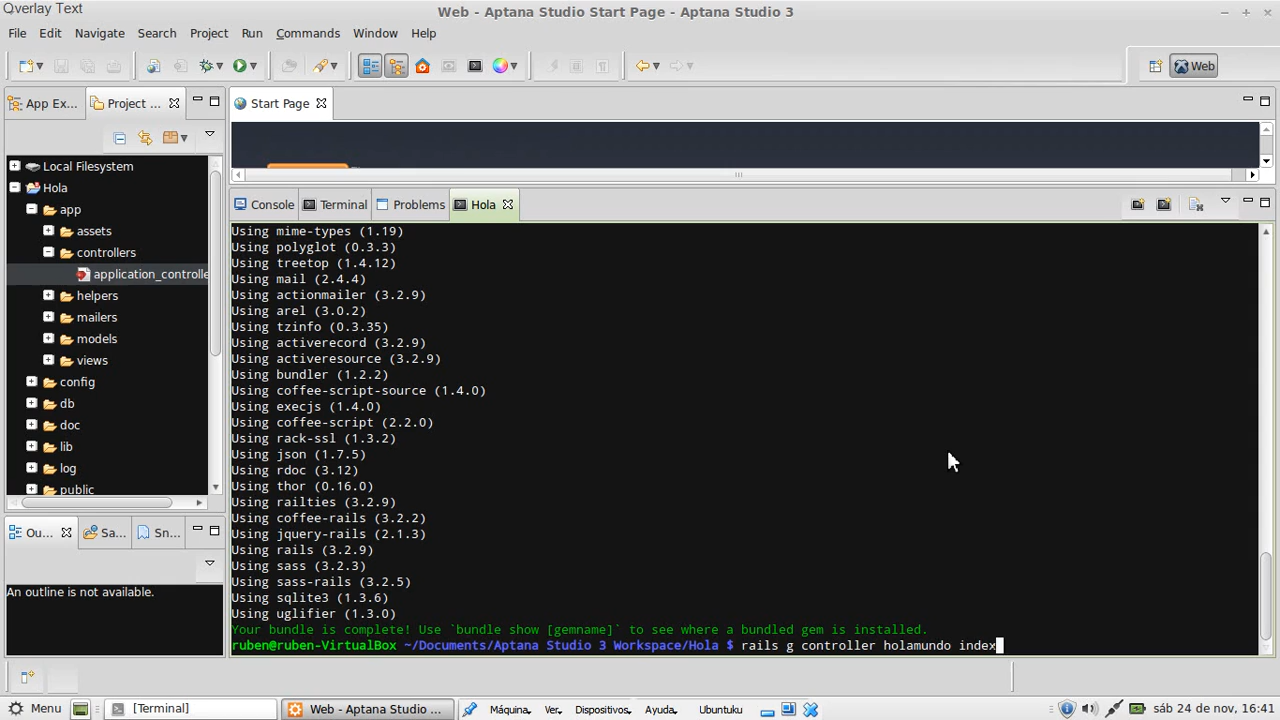 Qverlay Text
Web - Aptana Studio Start Page - Aptana Studio 3
File Edit Navigate Search Project Run Commands Window Help
Web
App Ex... Project ... Start Page
Local Filesystem
Hola
app
assets
controllers
application_controlle
helpers
mailers
models
views
config
db
doc
lib
log
public
Ou... Sa... Sn...
An outline is not available.
Console Terminal Problems Hola
Using mime-types (1.19)
Using polyglot (0.3.3)
Using treetop (1.4.12)
Using mail (2.4.4)
Using actionmailer (3.2.9)
Using arel (3.0.2)
Using tzinfo (0.3.35)
Using activerecord (3.2.9)
Using activeresource (3.2.9)
Using bundler (1.2.2)
Using coffee-script-source (1.4.0)
Using execjs (1.4.0)
Using coffee-script (2.2.0)
Using rack-ssl (1.3.2)
Using json (1.7.5)
Using rdoc (3.12)
Using thor (0.16.0)
Using railties (3.2.9)
Using coffee-rails (3.2.2)
Using jquery-rails (2.1.3)
Using rails (3.2.9)
Using sass (3.2.3)
Using sass-rails (3.2.5)
Using sqlite3 (1.3.6)
Using uglifier (1.3.0)
Your bundle is complete! Use `bundle show [gemname]` to see where a bundled gem is installed.
ruben@ruben-VirtualBox ~/Documents/Aptana Studio 3 Workspace/Hola $ rails g controller holamundo index
Menu [Terminal] Web - Aptana Studio ... Máquina, Ver, Dispositivos, Ayuda, Ubuntuku sáb 24 de nov, 16:41